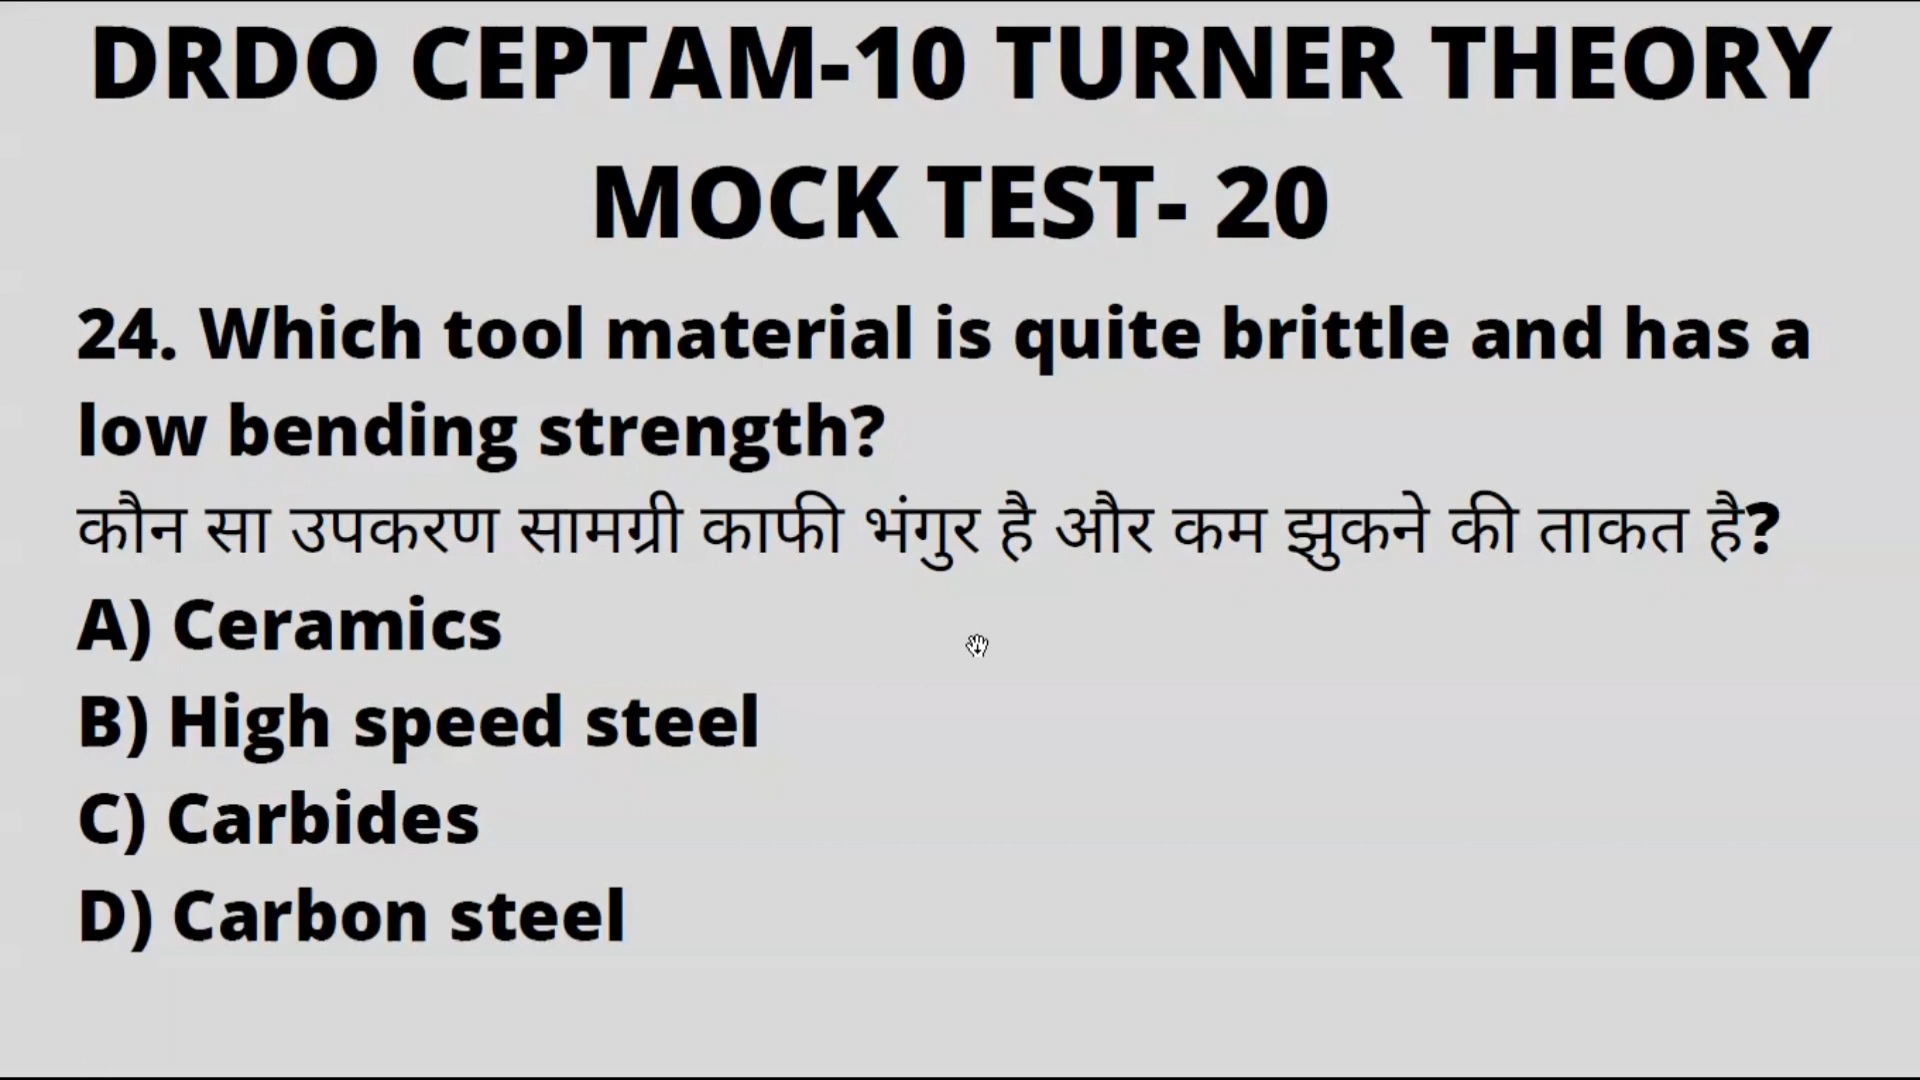 DRDO CEPTAM-10 TURNER THEORY
MOCK TEST- 20
24. Which tool material is quite brittle and has a
low bending strength?
कौन सा उपकरण सामग्री काफी भंगुर है और कम झुकने की ताकत है?
A) Ceramics
B) High speed steel
C) Carbides
D) Carbon steel